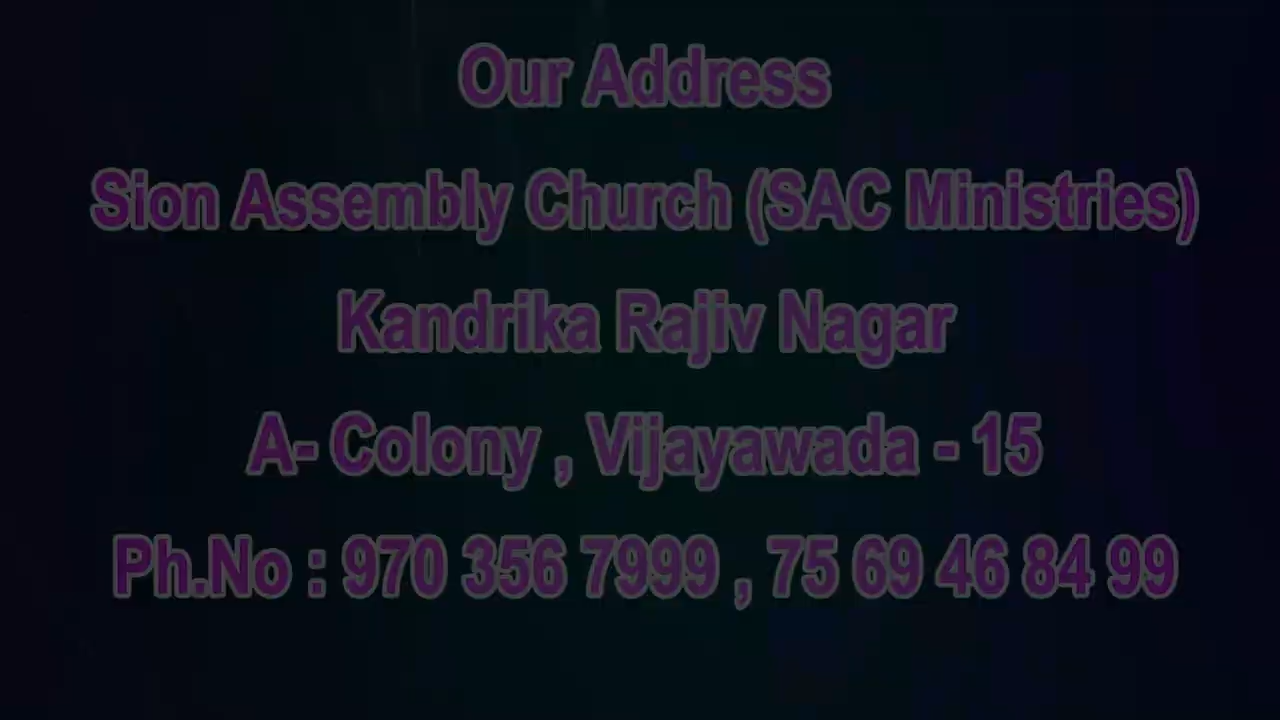 Our Address
Sion Assembly Church (SAC Ministries)
Kandrika Rajiv Nagar
A- Colony , Vijayawada - 15
Ph.No : 970 356 7999 , 75 69 46 84 99